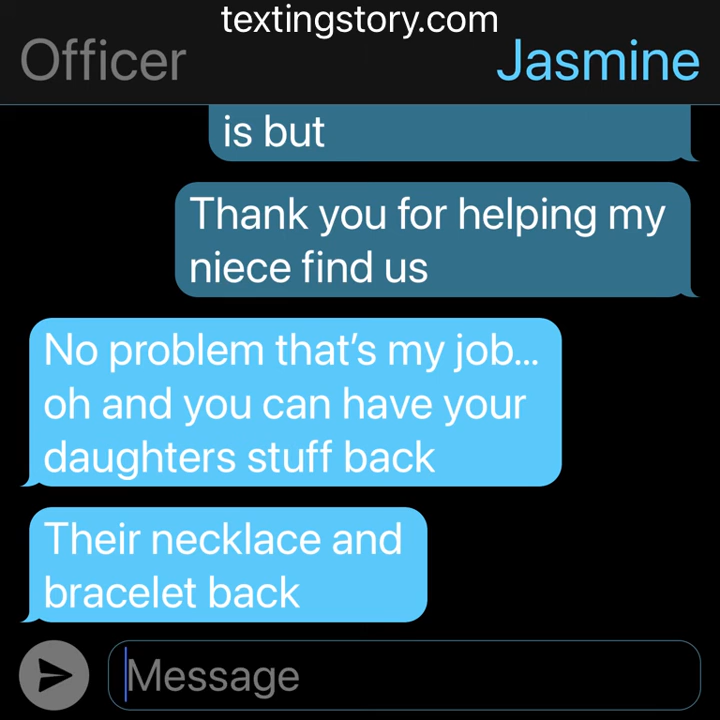 textingstory.com
Officer
Jasmine
is but
Thank you for helping my
niece find us
No problem that’s my job...
oh and you can have your
daughters stuff back
Their necklace and
bracelet back
Message